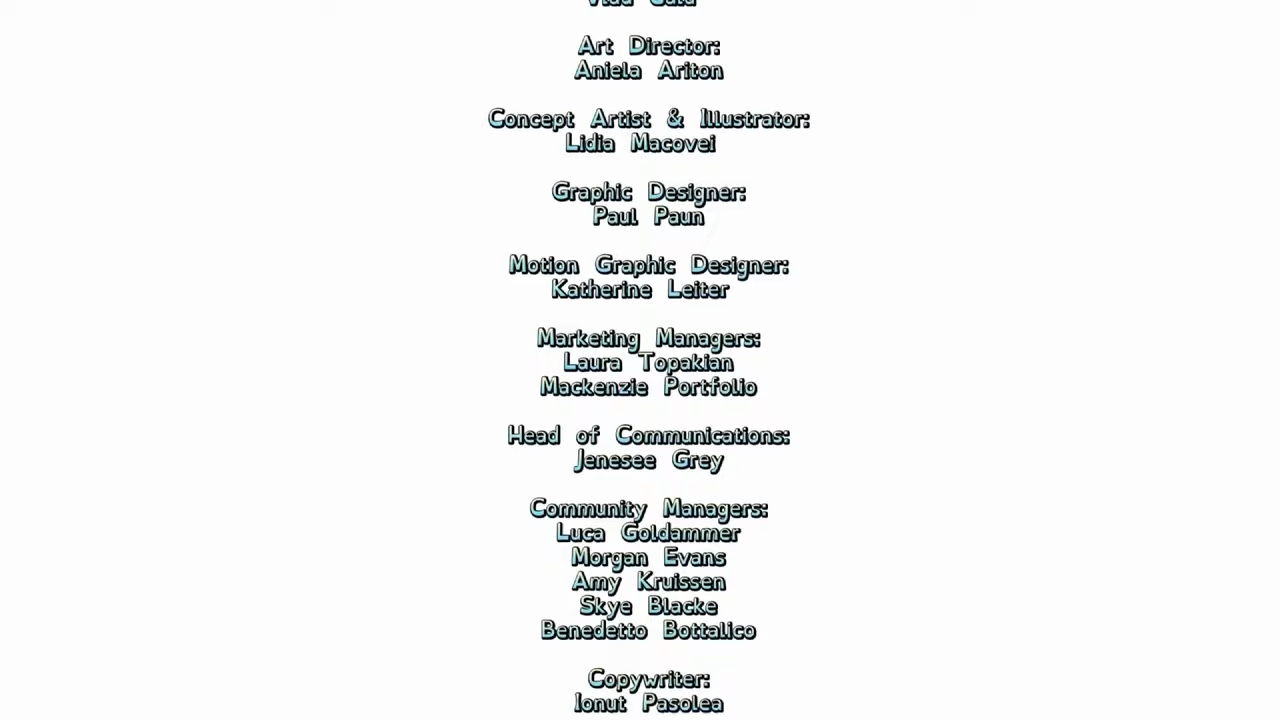 Art Director:
Aniela Ariton
Concept Artist & Illustrator:
Lidia Macovei
Graphic Designer:
Paul Paun
Motion Graphic Designer:
Katherine Leiter
Marketing Managers:
Laura Topakian
Mackenzie Portfolio
Head of Communications:
Jenesee Grey
Community Managers:
Luca Goldammer
Morgan Evans
Amy Kruissen
Skye Blacke
Benedetto Bottalico
Copywriter:
Ionut Pasolea